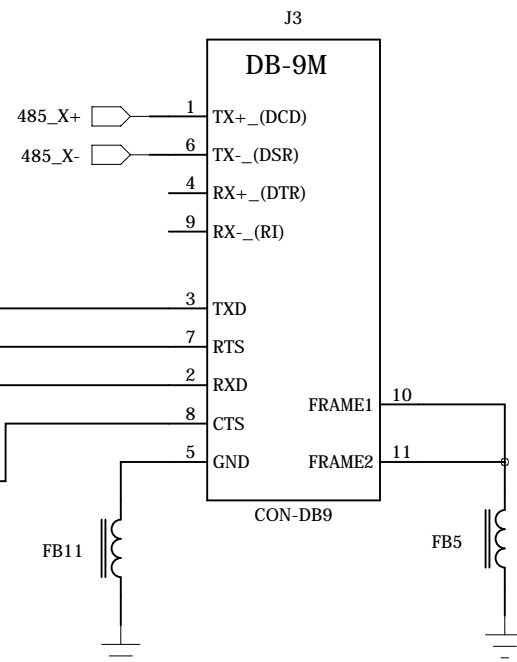 J3
DB-9M
485_X+ 1 TX+_(DCD)
485_X- 6 TX-_(DSR)
4 RX+_(DTR)
9 RX-_(RI)
3 TXD
7 RTS
2 RXD
FRAME1 10
8 CTS
5 GND FRAME2 11
CON-DB9
FB11 FB5